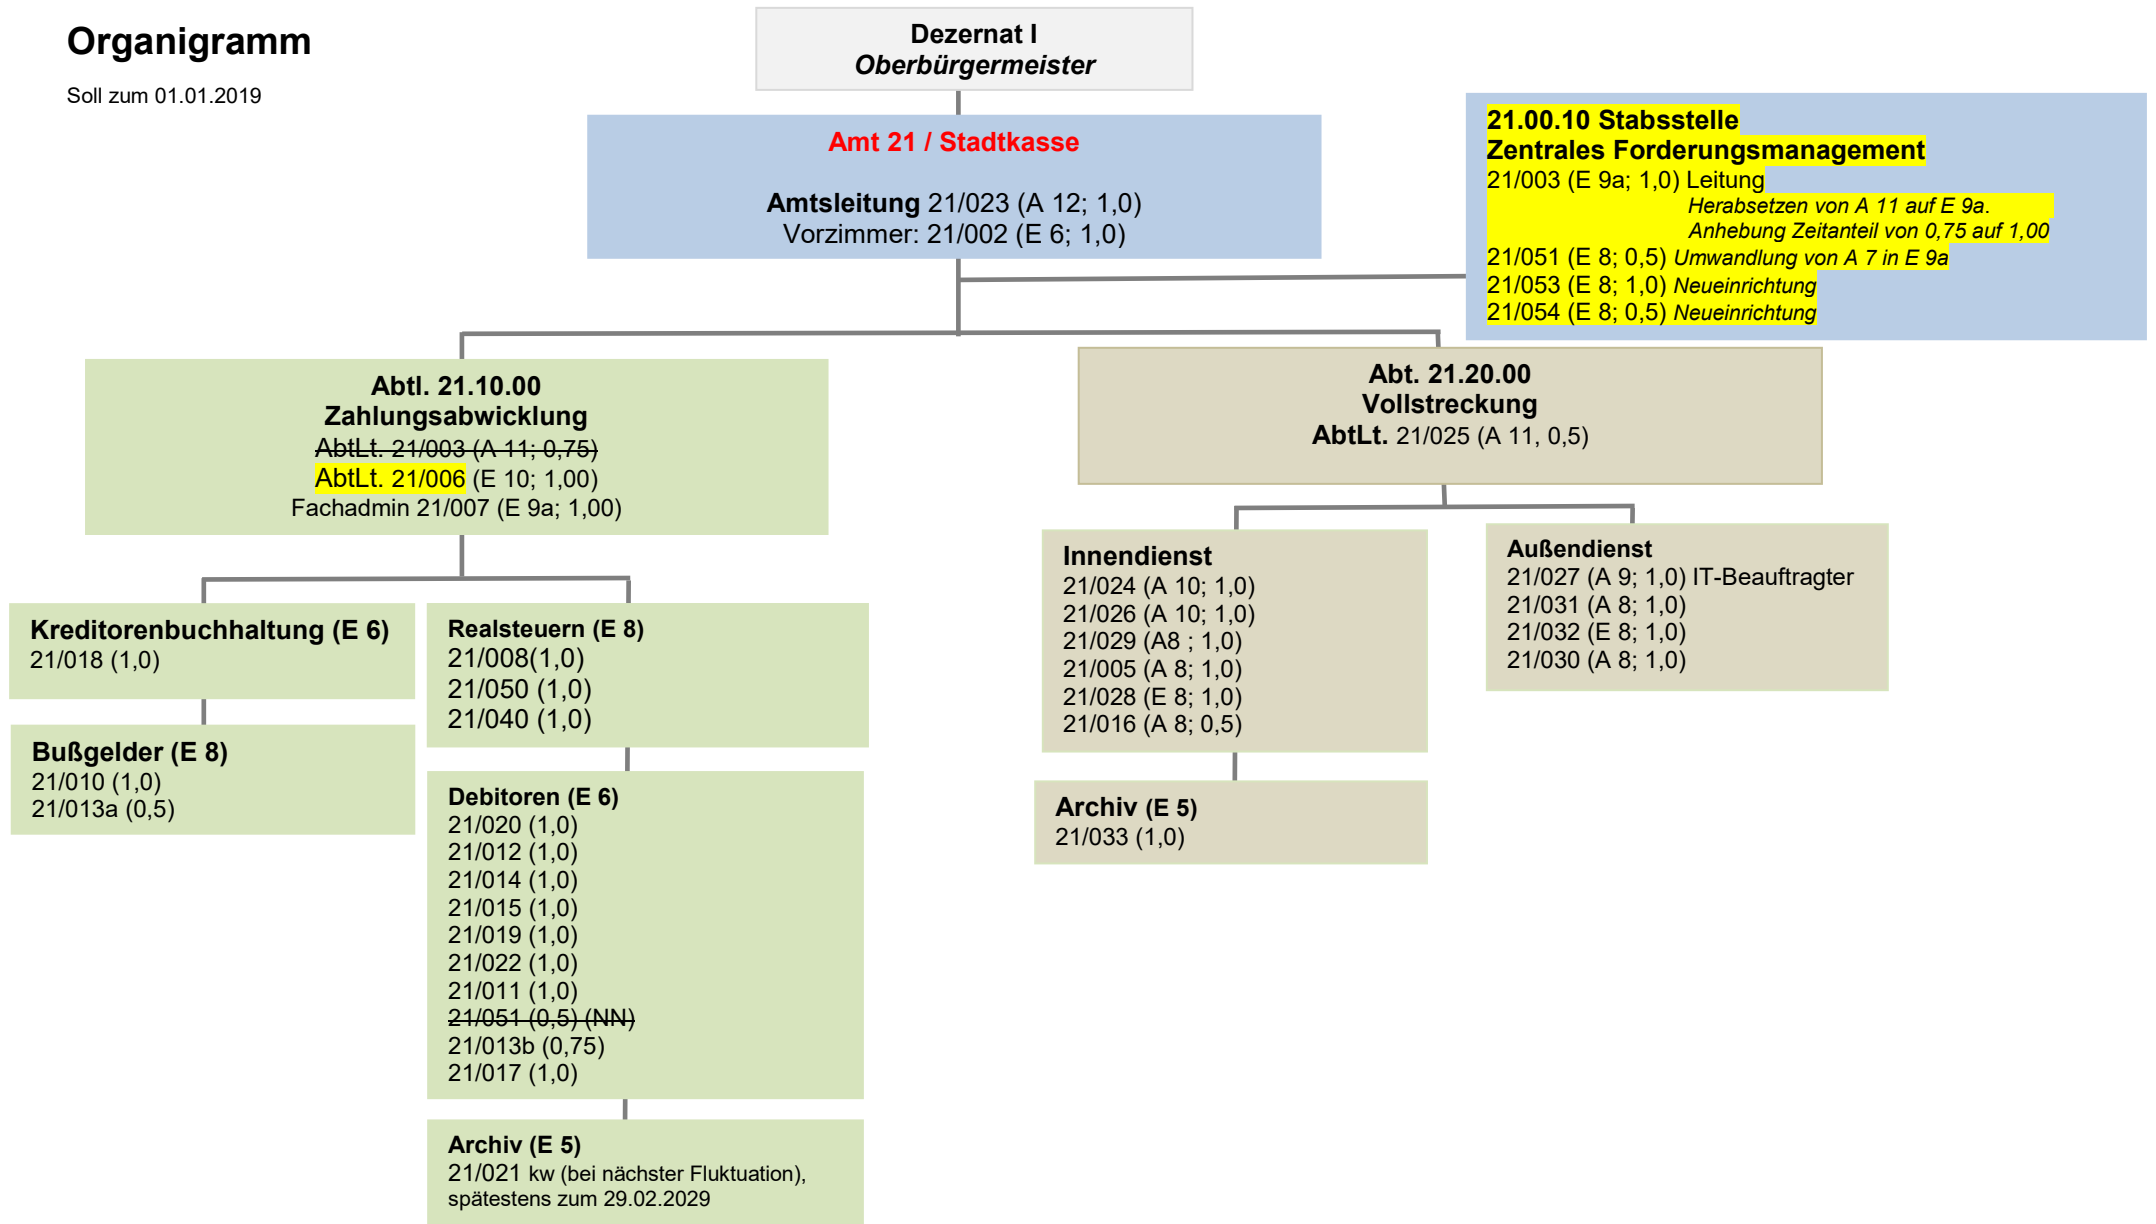 Organigramm
Soll zum 01.01.2019
Dezernat I
Oberbürgermeister
Amt 21 / Stadtkasse
Amtsleitung 21/023 (A 12; 1,0)
Vorzimmer: 21/002 (E 6; 1,0)
21.00.10 Stabsstelle
Zentrales Forderungsmanagement
21/003 (E 9a; 1,0) Leitung
Herabsetzen von A 11 auf E 9a.
Anhebung Zeitanteil von 0,75 auf 1,00
21/051 (E 8; 0,5) Umwandlung von A 7 in E 9a
21/053 (E 8; 1,0) Neueinrichtung
21/054 (E 8; 0,5) Neueinrichtung
Abtl. 21.10.00
Zahlungsabwicklung
AbtLt. 21/003 (A 11; 0,75)
AbtLt. 21/006 (E 10; 1,00)
Fachadmin 21/007 (E 9a; 1,00)
Abt. 21.20.00
Vollstreckung
AbtLt. 21/025 (A 11, 0,5)
Kreditorenbuchhaltung (E 6)
21/018 (1,0)
Bußgelder (E 8)
21/010 (1,0)
21/013a (0,5)
Realsteuern (E 8)
21/008(1,0)
21/050 (1,0)
21/040 (1,0)
Debitoren (E 6)
21/020 (1,0)
21/012 (1,0)
21/014 (1,0)
21/015 (1,0)
21/019 (1,0)
21/022 (1,0)
21/011 (1,0)
21/051 (0,5) (NN)
21/013b (0,75)
21/017 (1,0)
Archiv (E 5)
21/021 kw (bei nächster Fluktuation),
spätestens zum 29.02.2029
Innendienst
21/024 (A 10; 1,0)
21/026 (A 10; 1,0)
21/029 (A8 ; 1,0)
21/005 (A 8; 1,0)
21/028 (E 8; 1,0)
21/016 (A 8; 0,5)
Archiv (E 5)
21/033 (1,0)
Außendienst
21/027 (A 9; 1,0) IT-Beauftragter
21/031 (A 8; 1,0)
21/032 (E 8; 1,0)
21/030 (A 8; 1,0)